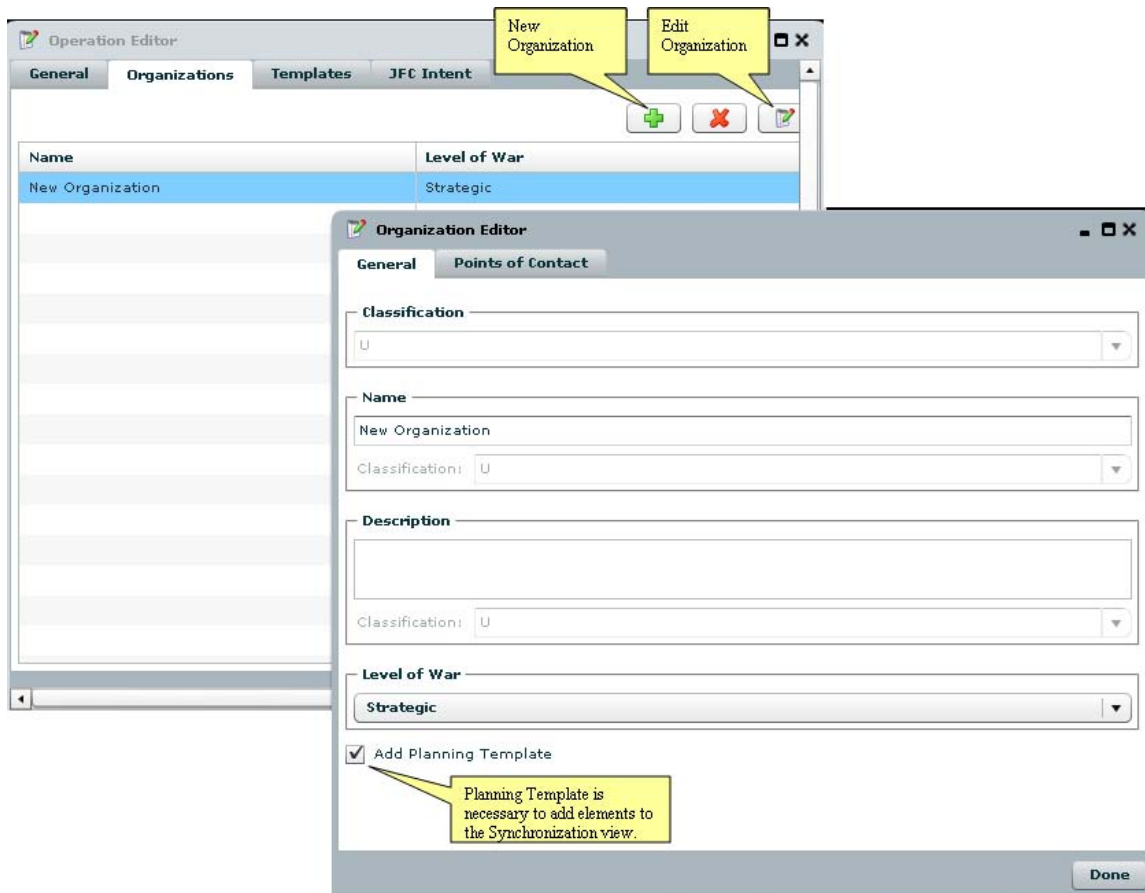 New
Organization
Edit
Organization
Operation Editor
General Organizations Templates JFC Intent
Name Level of War
New Organization Strategic
Organization Editor
General Points of Contact
Classification
U
Name
New Organization
Classification: U
Description
Classification: U
Level of War
Strategic
Add Planning Template
Planning Template is
necessary to add elements to
the Synchronization view.
Done